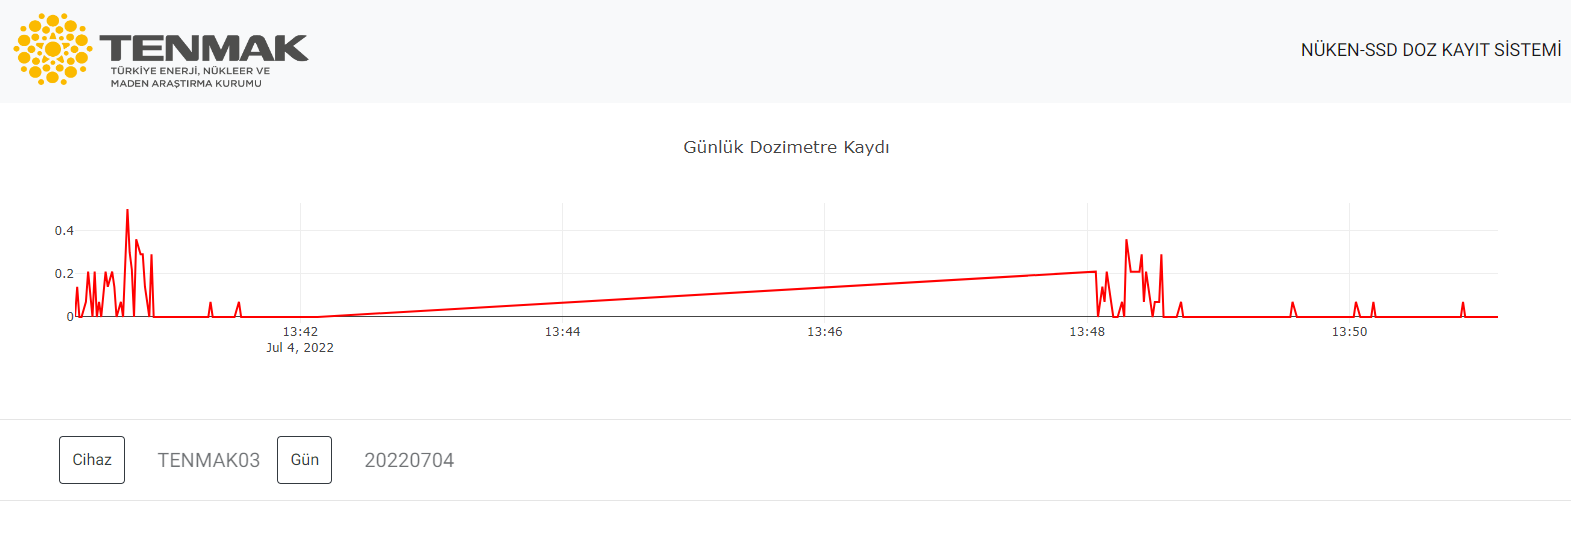 TENMAK
TÜRKİYE ENERJİ, NÜKLEER VE
MADEN ARAŞTIRMA KURUMU
NÜKEN-SSD DOZ KAYIT SİSTEMİ
Günlük Dozimetre Kaydı
0.4
0.2
0
13:42 13:44 13:46 13:48 13:50
Jul 4, 2022
Cihaz TENMAK03 Gün 20220704